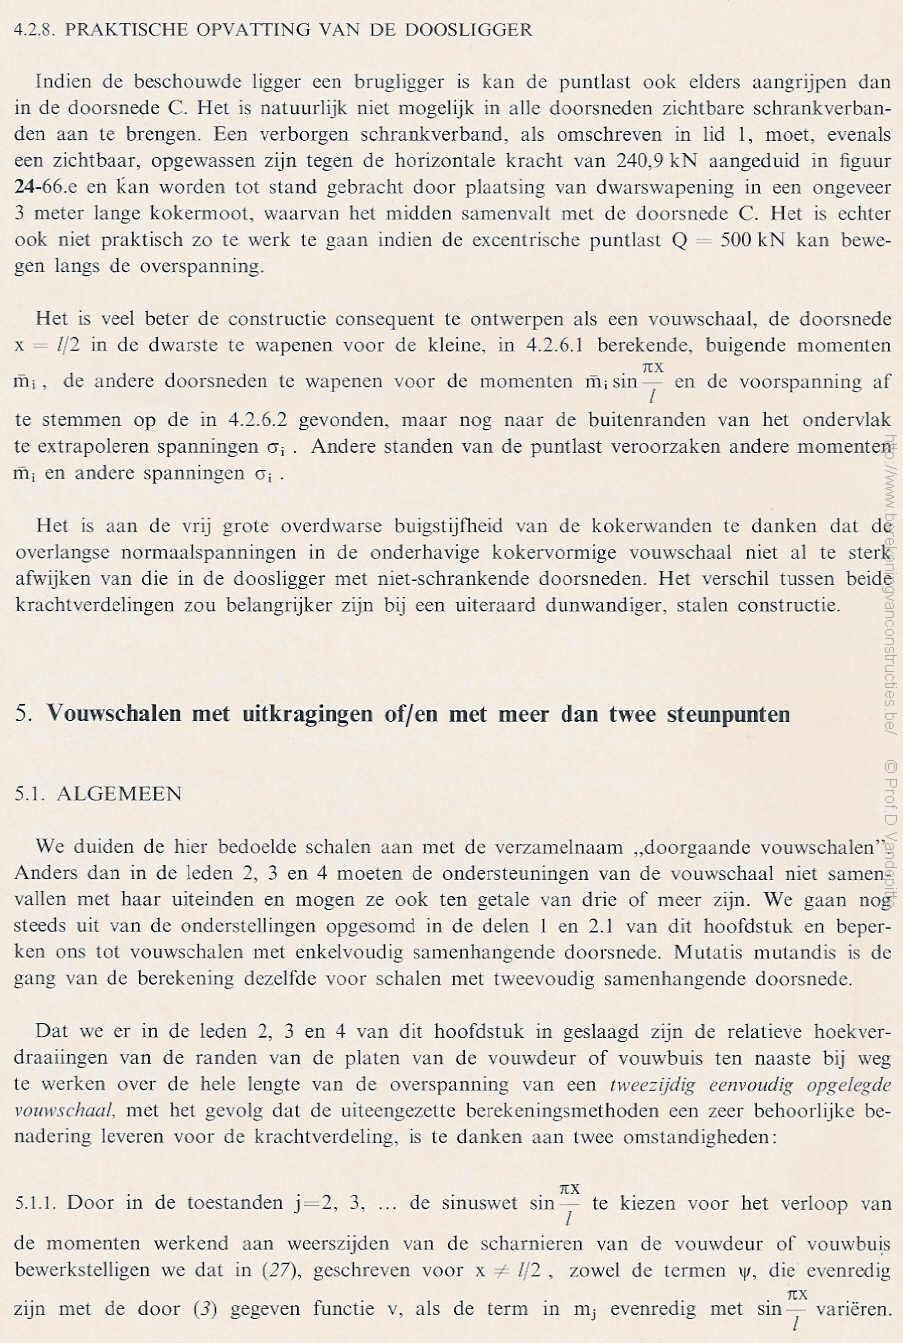 4.2.8. PRAKTISCHE OPVATTING VAN DE DOOSLIGGER
Indien de beschouwde ligger een brugligger is kan de puntlast ook elders aangrijpen dan
in de doorsnede C. Het is natuurlijk niet mogelijk in alle doorsneden zichtbare schrankverban-
den aan te brengen. Een verborgen schrankverband, als omschreven in lid 1, moet, evenals
een zichtbaar, opgewassen zijn tegen de horizontale kracht van 240,9 kN aangeduid in figuur
24-66.e en kan worden tot stand gebracht door plaatsing van dwarswapening in een ongeveer
3 meter lange kokermoot, waarvan het midden samenvalt met de doorsnede C. Het is echter
ook niet praktisch zo te werk te gaan indien de excentrische puntlast Q = 500 kN kan bewe-
gen langs de overspanning.
Het is veel beter de constructie consequent te ontwerpen als een vouwschaal, de doorsnede
x = l/2 in de dwarste te wapenen voor de kleine, in 4.2.6.1 berekende, buigende momenten
m̄i, de andere doorsneden te wapenen voor de momenten m̄i sin πx/l en de voorspanning af
te stemmen op de in 4.2.6.2 gevonden, maar nog naar de buitenranden van het ondervlak
te extrapoleren spanningen σi. Andere standen van de puntlast veroorzaken andere momenten
m̄i en andere spanningen σi.
Het is aan de vrij grote overdwarse buigstijfheid van de kokerwanden te danken dat de
overlangse normaalspanningen in de onderhavige kokervormige vouwschaal niet al te sterk
afwijken van die in de doosligger met niet-schrankende doorsneden. Het verschil tussen beide
krachtverdelingen zou belangrijker zijn bij een uiteraard dunwandiger, stalen constructie.
5. Vouwschalen met uitkragingen of/en met meer dan twee steunpunten
5.1. ALGEMEEN
We duiden de hier bedoelde schalen aan met de verzamelnaam „doorgaande vouwschalen”.
Anders dan in de leden 2, 3 en 4 moeten de ondersteuningen van de vouwschaal niet samen-
vallen met haar uiteinden en mogen ze ook ten getale van drie of meer zijn. We gaan nog
steeds uit van de onderstellingen opgesomd in de delen 1 en 2.1 van dit hoofdstuk en beper-
ken ons tot vouwschalen met enkelvoudig samenhangende doorsnede. Mutatis mutandis is de
gang van de berekening dezelfde voor schalen met tweevoudig samenhangende doorsnede.
Dat we er in de leden 2, 3 en 4 van dit hoofdstuk in geslaagd zijn de relatieve hoekver-
draaiingen van de randen van de platen van de vouwdeur of vouwbuis ten naaste bij weg
te werken over de hele lengte van de overspanning van een tweezijdig eenvoudig opgelegde
vouwschaal, met het gevolg dat de uiteengezette berekeningsmethoden een zeer behoorlijke be-
nadering leveren voor de krachtverdeling, is te danken aan twee omstandigheden:
5.1.1. Door in de toestanden j=2, 3, ... de sinuswet sin πx/l te kiezen voor het verloop van
de momenten werkend aan weerszijden van de scharnieren van de vouwdeur of vouwbuis
bewerkstelligen we dat in (27), geschreven voor x ≠ l/2, zowel de termen ψ, die evenredig
zijn met de door (3) gegeven functie v, als de term in mj evenredig met sin πx/l variëren.
http://www.berekeningvanconstructies.be/ © Prof.D.Vandepitte